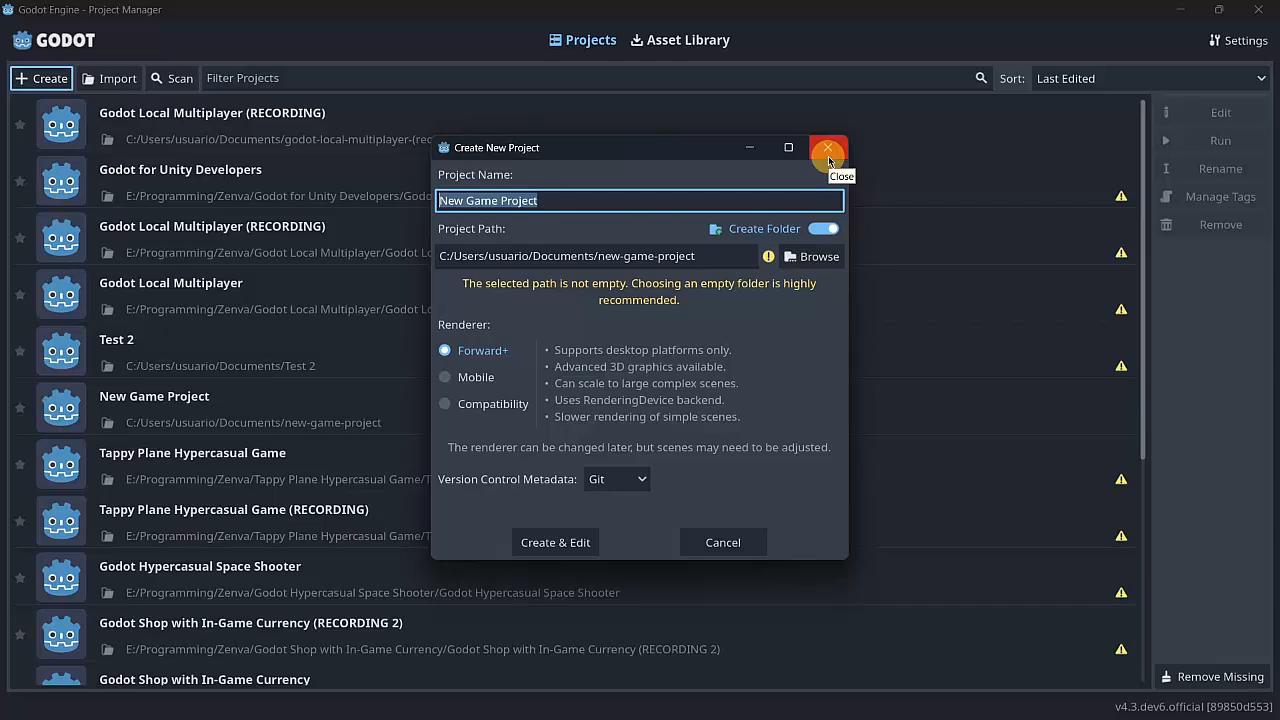 Godot Engine - Project Manager
GODOT
Projects
Asset Library
Settings
Create
Import
Scan
Filter Projects
Sort:
Last Edited
Godot Local Multiplayer (RECORDING)
C:/Users/usuario/Documents/godot-local-multiplayer-(rec
Godot for Unity Developers
E:/Programming/Zenva/Godot for Unity Developers/Godo
Godot Local Multiplayer (RECORDING)
E:/Programming/Zenva/Godot Local Multiplayer/Godot Lo
Godot Local Multiplayer
E:/Programming/Zenva/Godot Local Multiplayer/Godot Lo
Test 2
C:/Users/usuario/Documents/Test 2
New Game Project
C:/Users/usuario/Documents/new-game-project
Tappy Plane Hypercasual Game
E:/Programming/Zenva/Tappy Plane Hypercasual Game/T
Tappy Plane Hypercasual Game (RECORDING)
E:/Programming/Zenva/Tappy Plane Hypercasual Game/T
Godot Hypercasual Space Shooter
E:/Programming/Zenva/Godot Hypercasual Space Shooter/Godot Hypercasual Space Shooter
Godot Shop with In-Game Currency (RECORDING 2)
E:/Programming/Zenva/Godot Shop with In-Game Currency/Godot Shop with In-Game Currency (RECORDING 2)
Godot Shop with In-Game Currency
Create New Project
Close
Project Name:
New Game Project
Project Path:
Create Folder
C:/Users/usuario/Documents/new-game-project
Browse
The selected path is not empty. Choosing an empty folder is highly
recommended.
Renderer:
Forward+
Mobile
Compatibility
• Supports desktop platforms only.
• Advanced 3D graphics available.
• Can scale to large complex scenes.
• Uses RenderingDevice backend.
• Slower rendering of simple scenes.
The renderer can be changed later, but scenes may need to be adjusted.
Version Control Metadata:
Git
Create & Edit
Cancel
Edit
Run
Rename
Manage Tags
Remove
Remove Missing
v4.3.dev6.official [89850d553]